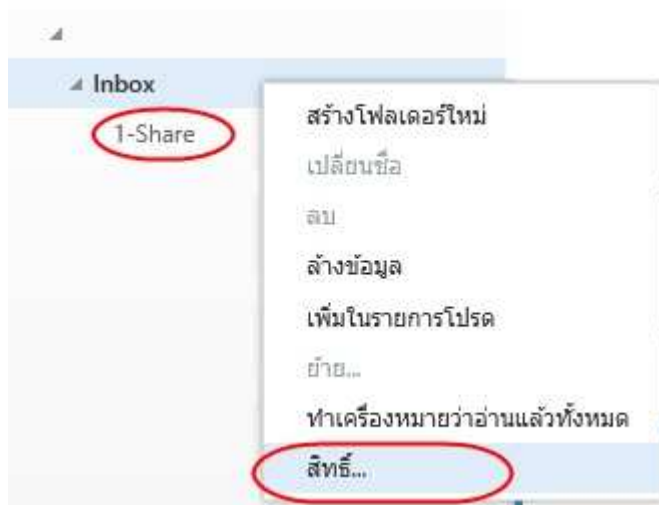 Inbox
1-Share
สร้างโฟลเดอร์ใหม่
เปลี่ยนชื่อ
ลบ
ล้างข้อมูล
เพิ่มในรายการโปรด
ย้าย...
ทำเครื่องหมายว่าอ่านแล้วทั้งหมด
สิทธิ์...